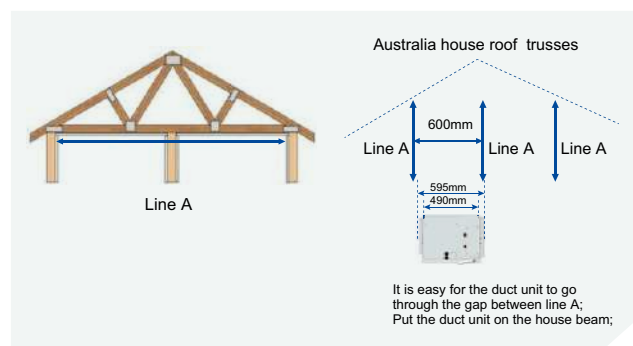 Australia house roof trusses
600mm
Line A
Line A
Line A
595mm
490mm
Line A
It is easy for the duct unit to go
through the gap between line A;
Put the duct unit on the house beam;